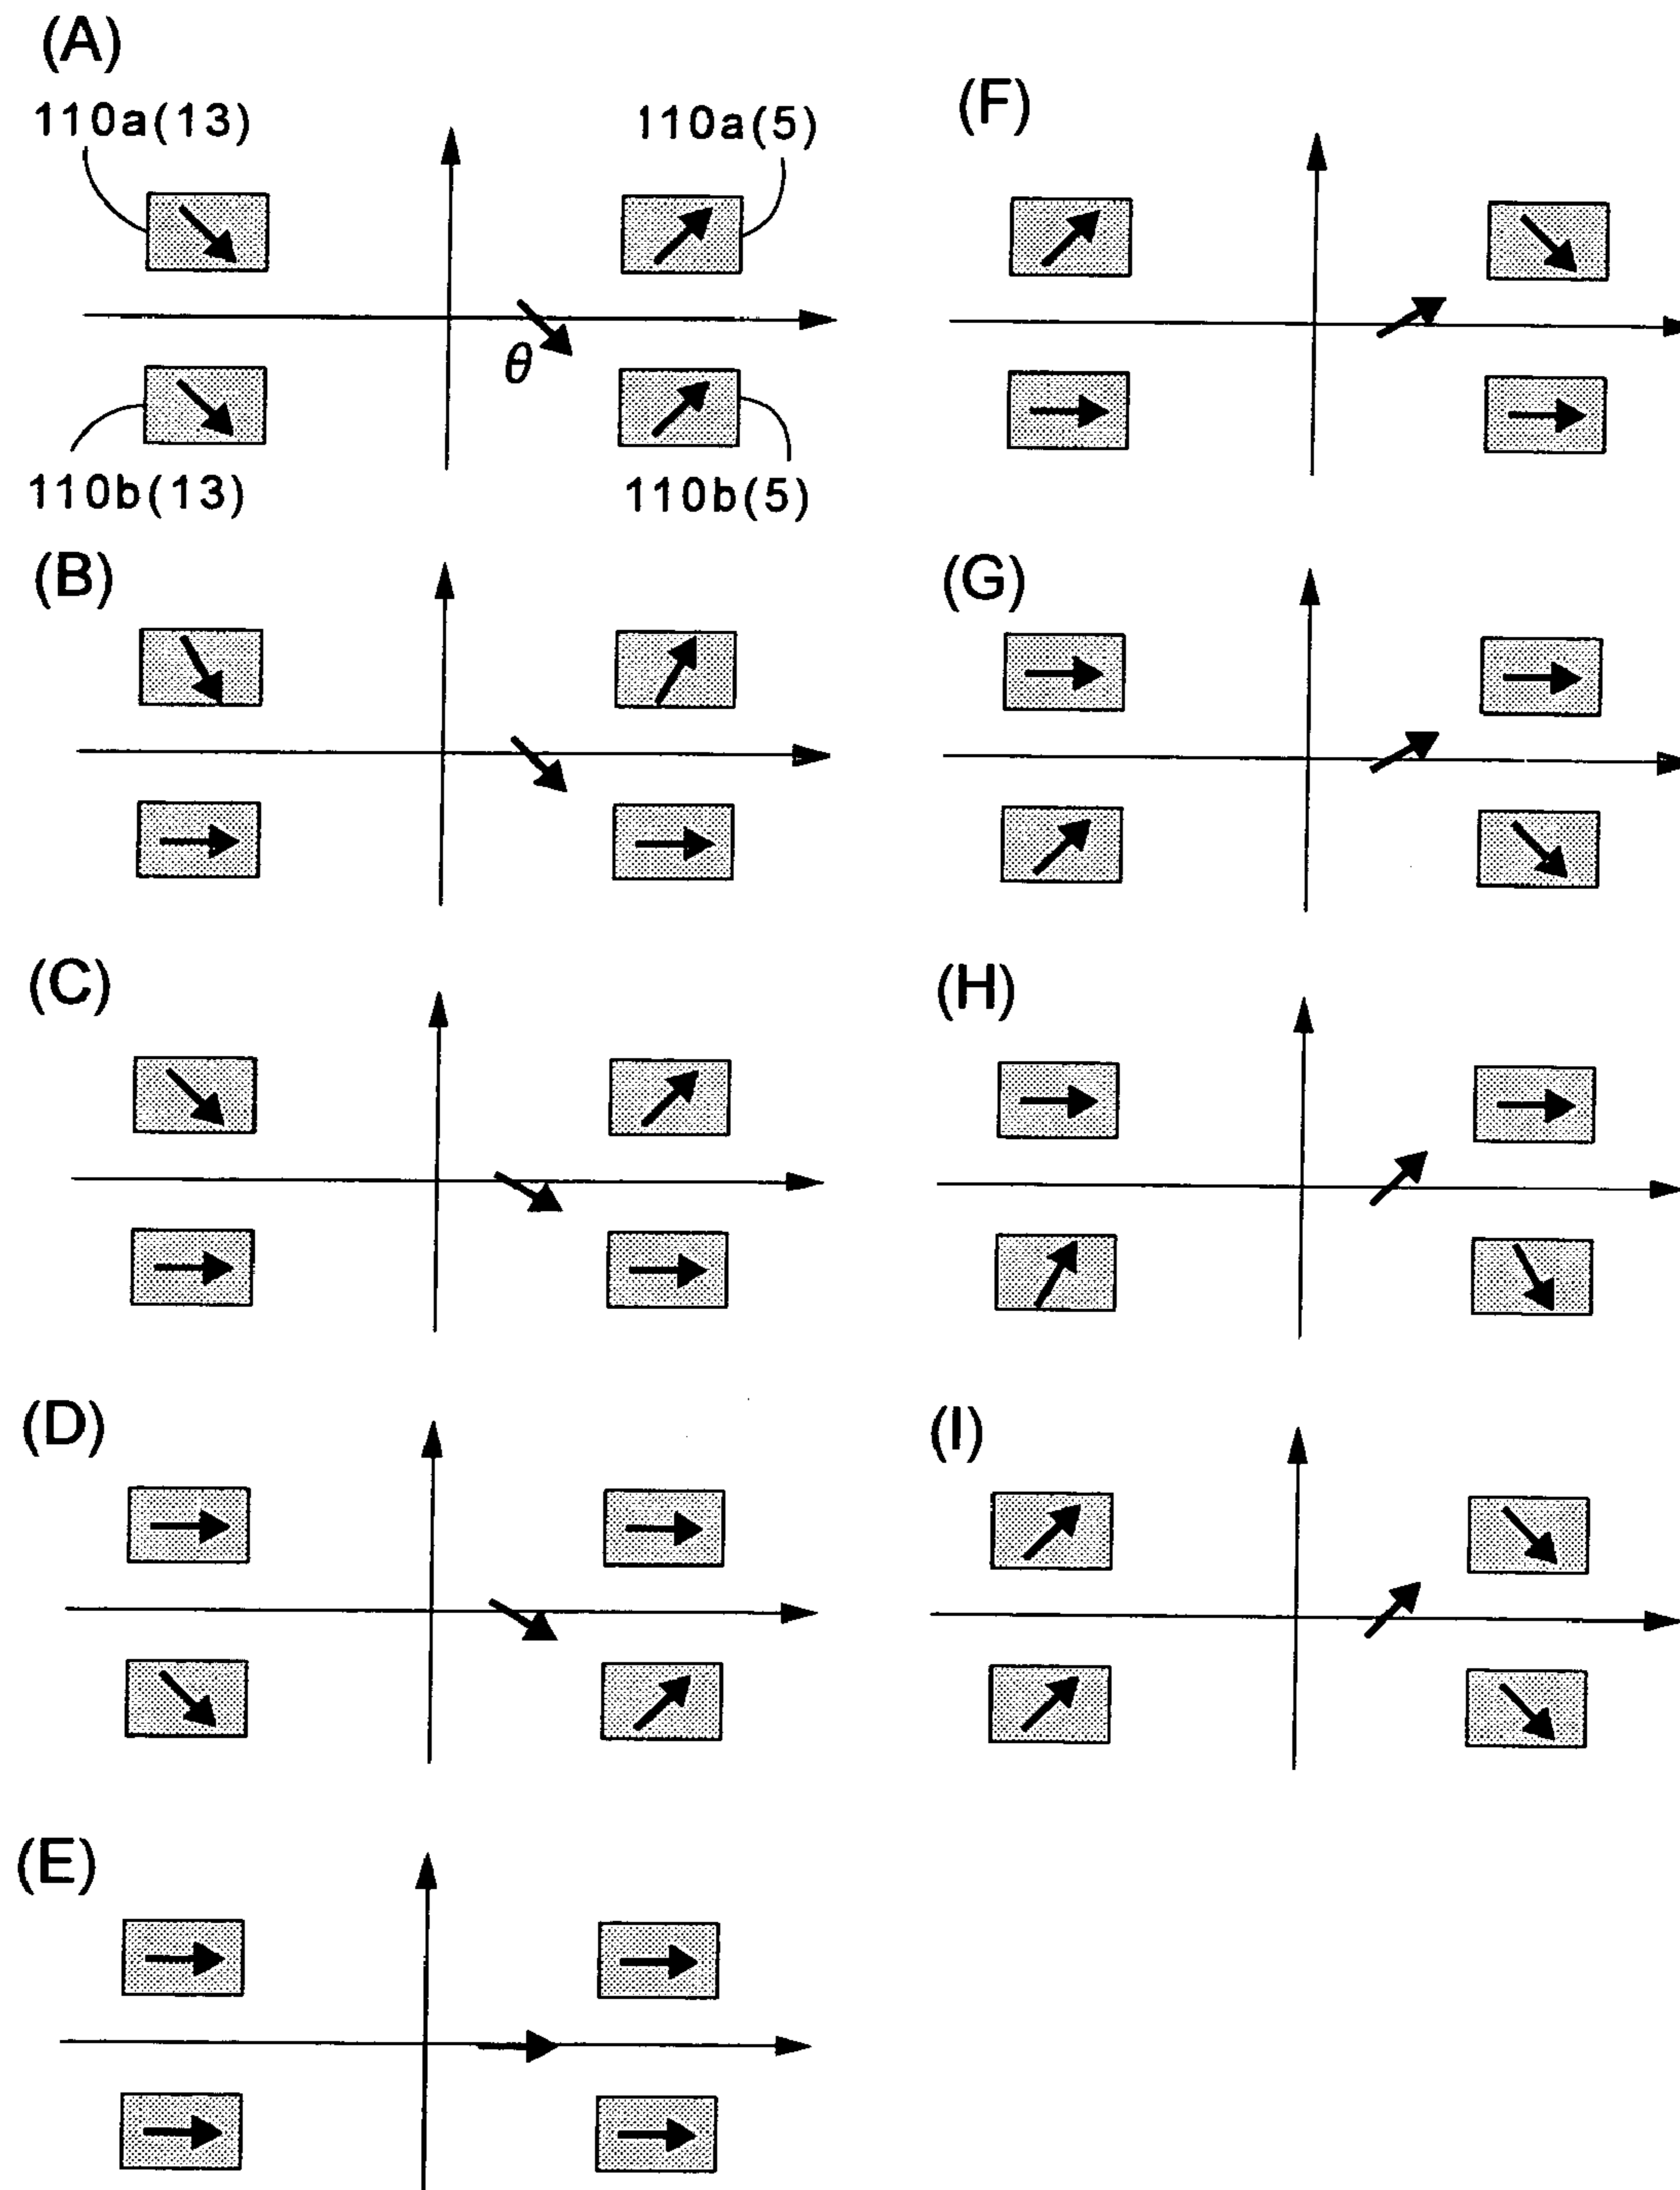 (A)
110a(13)
110a(5)
θ
110b(13)
110b(5)
(B)
(C)
(D)
(E)
(F)
(G)
(H)
(I)